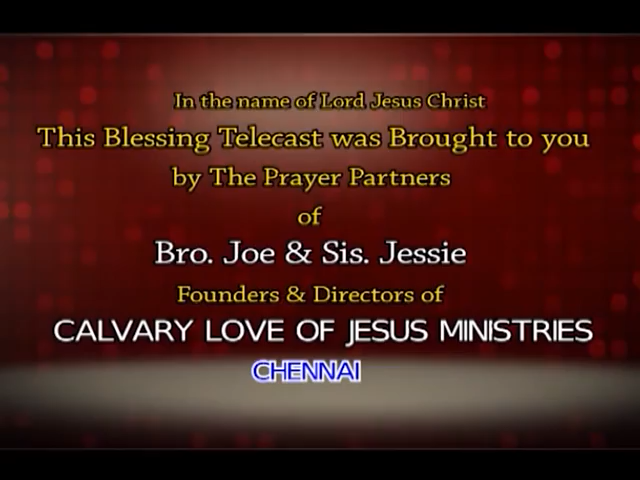 In the name of Lord Jesus Christ
This Blessing Telecast was Brought to you
by The Prayer Partners
of
Bro. Joe & Sis. Jessie
Founders & Directors of
CALVARY LOVE OF JESUS MINISTRIES
CHENNAI